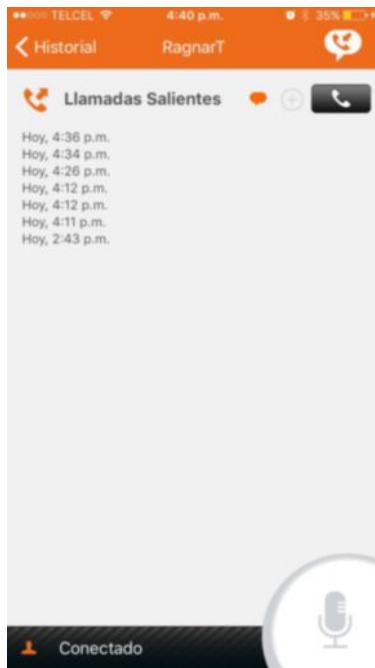 TELCEL 4:40 p.m. 35%
Historial RagnarT
Llamadas Salientes
Hoy, 4:36 p.m.
Hoy, 4:34 p.m.
Hoy, 4:26 p.m.
Hoy, 4:12 p.m.
Hoy, 4:12 p.m.
Hoy, 4:11 p.m.
Hoy, 2:43 p.m.
Conectado